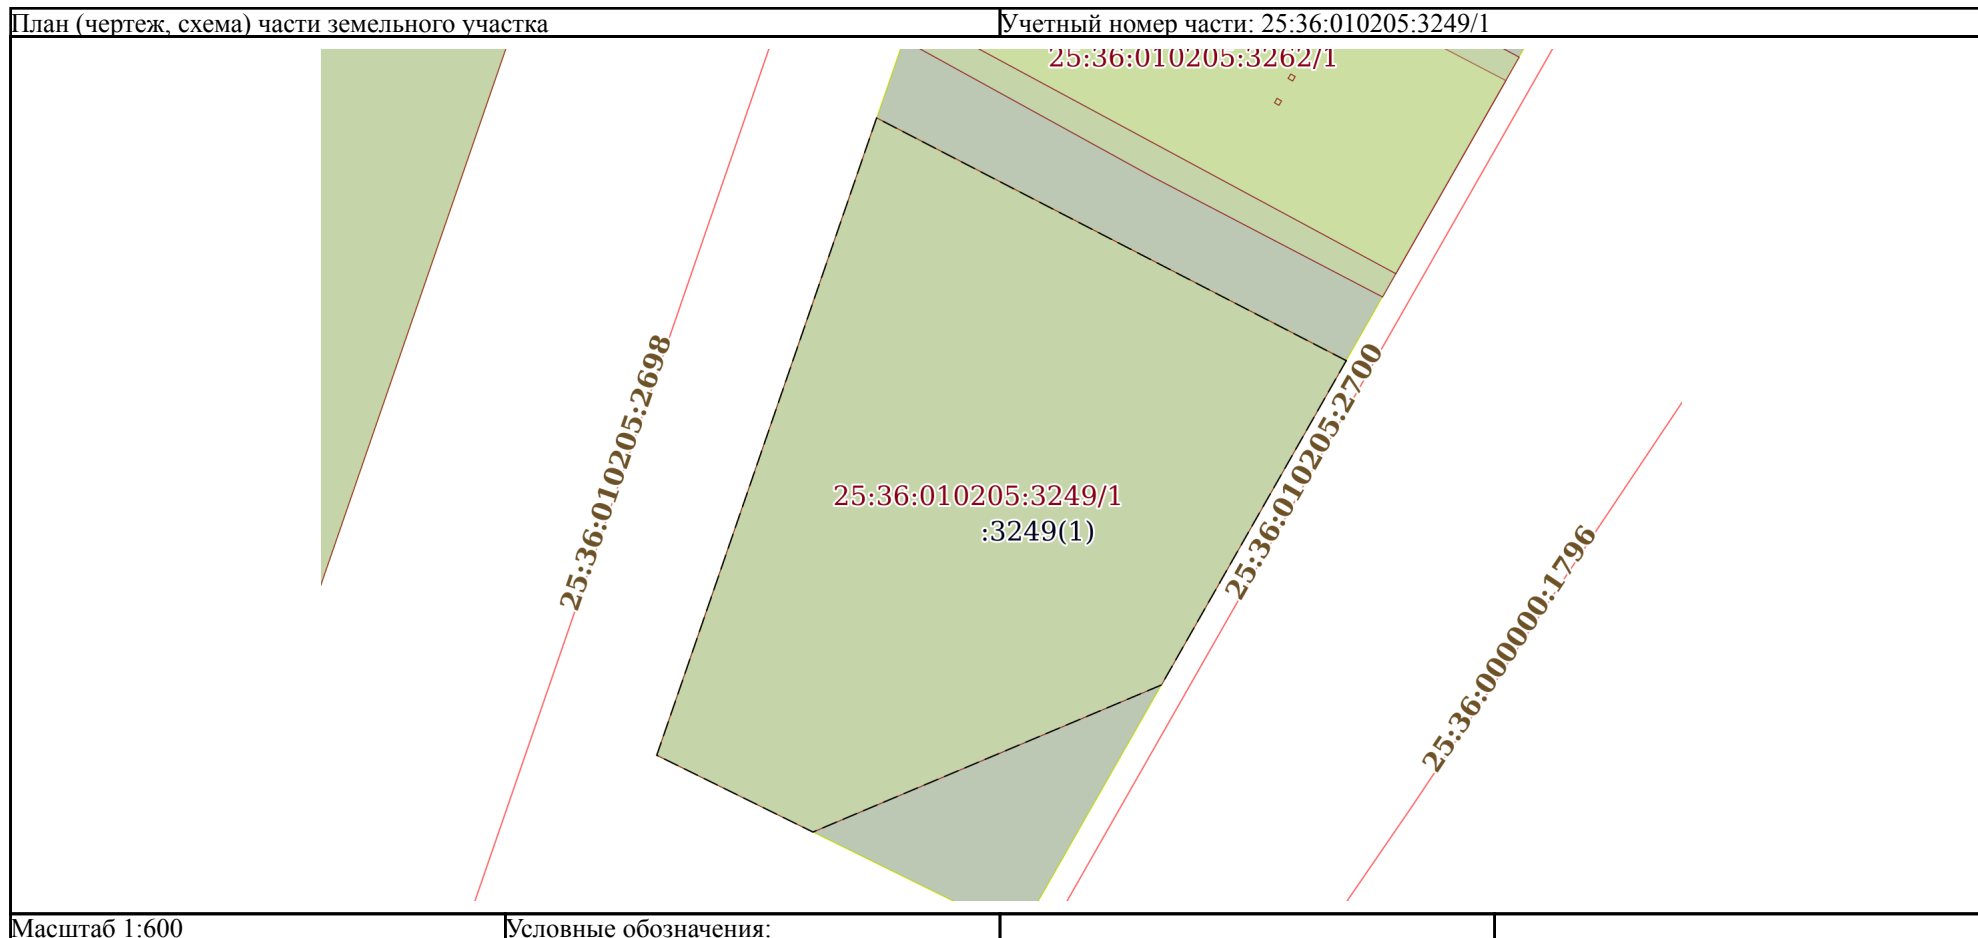 План (чертеж, схема) части земельного участка
Учетный номер части: 25:36:010205:3249/1
25:36:010205:3262/1
25:36:010205:2698
25:36:010205:2700
25:36:010205:3249/1
:3249(1)
25:36:000000:1796
Масштаб 1:600
Условные обозначения: